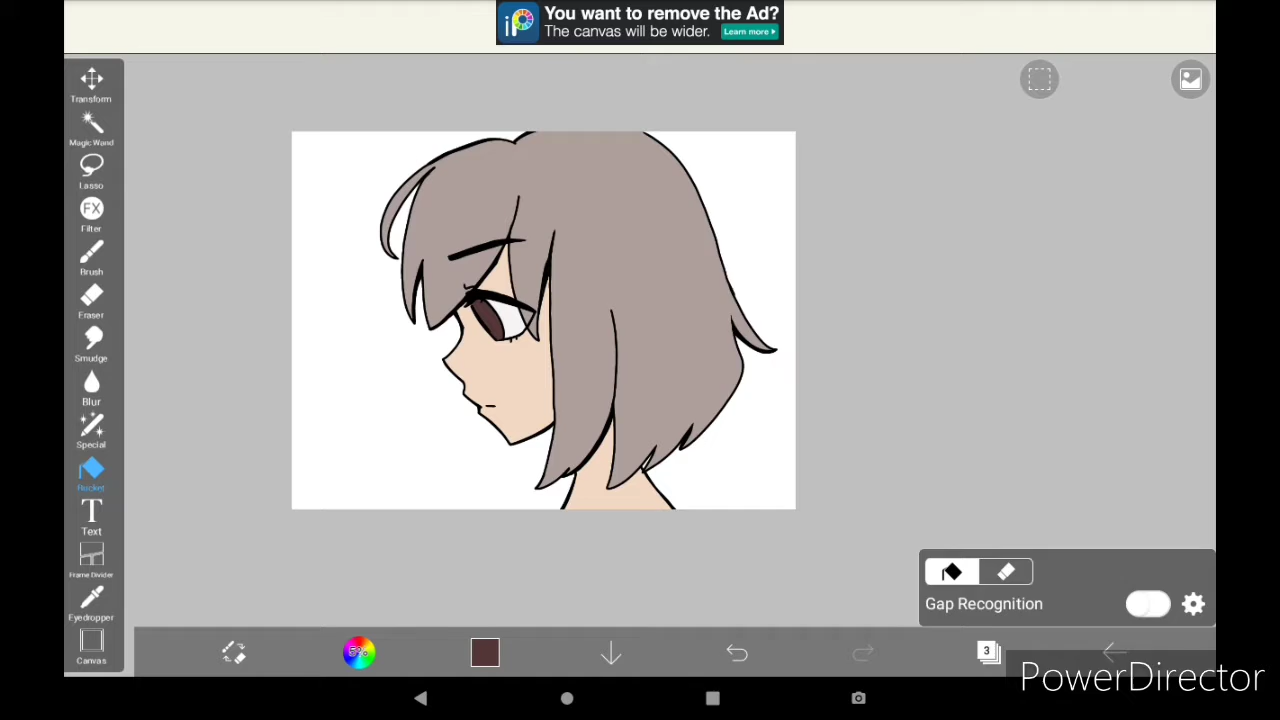 You want to remove the Ad?
The canvas will be wider.
Learn more
Transform
Magic Wand
Lasso
FX
Filter
Brush
Eraser
Smudge
Blur
Special
Bucket
T
Text
Frame Divider
Eyedropper
Canvas
Gap Recognition
3
PowerDirector